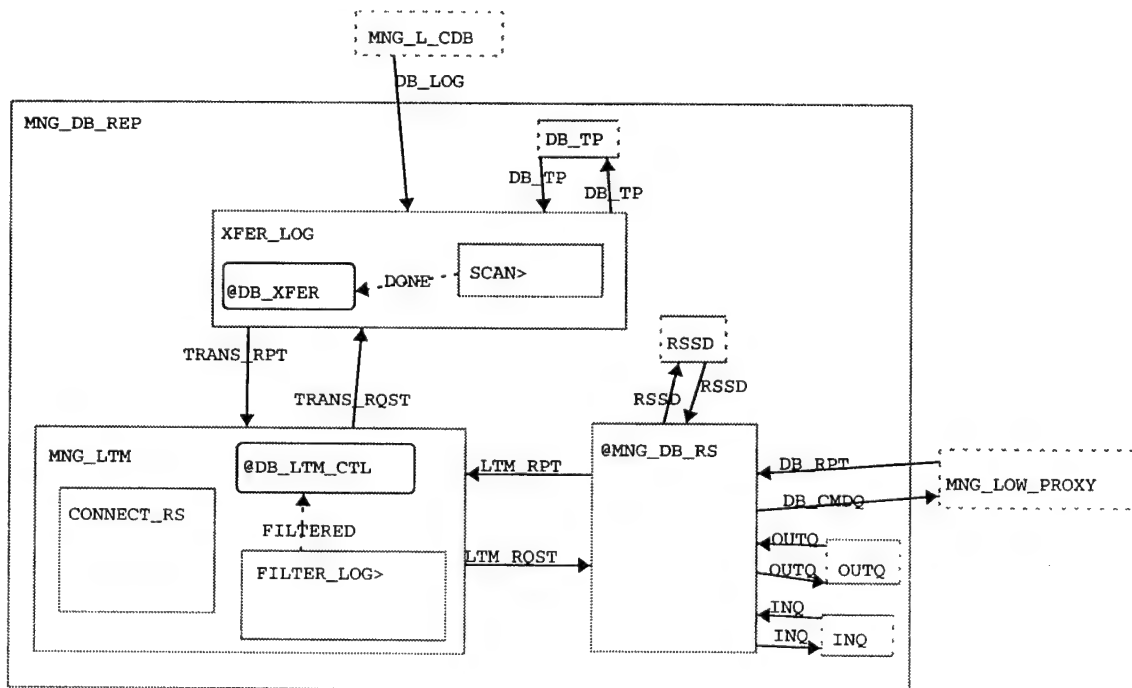 MNG_L_CDB
DB_LOG
MNG_DB_REP
DB_TP
DB_TP
DB_TP
XFER_LOG
SCAN>
DONE
@DB_XFER
RSSD
TRANS_RPT
RSSD
TRANS_RQST
RSSD
@DB_LTM_CTL
@MNG_DB_RS
MNG_LTM
LTM_RPT
DB_RPT
MNG_LOW_PROXY
DB_CMDQ
CONNECT_RS
FILTERED
OUTQ
LTM_RQST
OUTQ
OUTQ
FILTER_LOG>
INQ
INQ
INQ